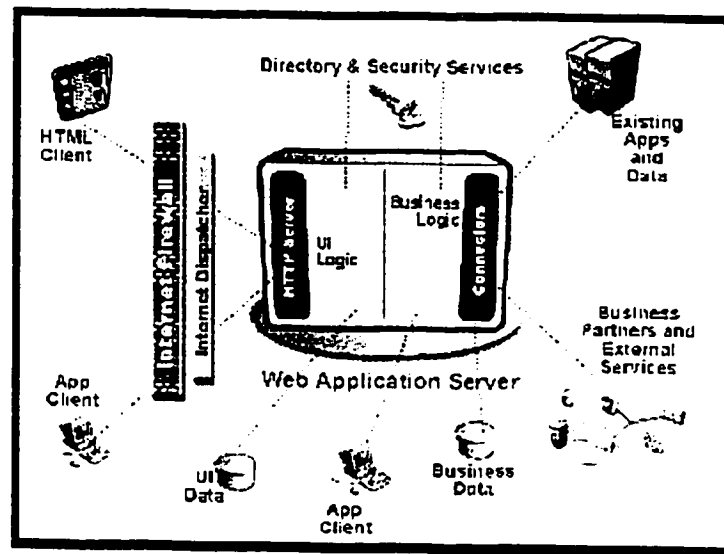 Directory & Security Services
HTML
Client
Existing
Apps
and
Data
Internet Firewall
Internet Dispatcher
HTTP Server
UI
Logic
Business
Logic
Connectors
Business
Partners and
External
Services
Web Application Server
App
Client
UI
Data
App
Client
Business
Data